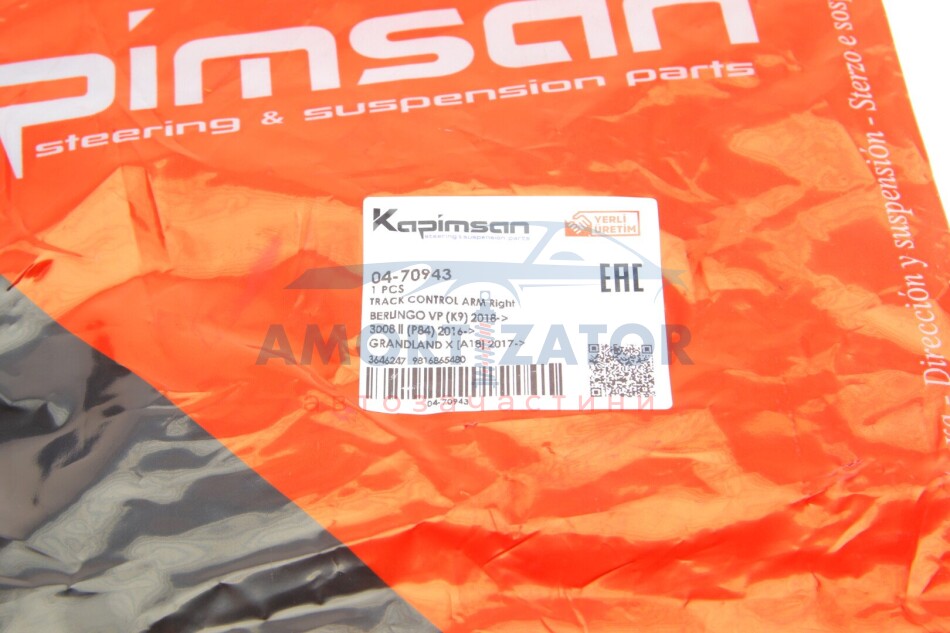 apimsan
steering & suspension parts
Dirección y suspensión - Sterzo e sosp
Kapimsan
steering & suspension parts
YERLİ
ÜRETİM
04-70943
1 PCS
TRACK CONTROL ARM Right
BERLINGO VP (K9) 2018->
3008 II (P84) 2016->
GRANDLAND X (A18) 2017->
3646247 9816865480
04-70943
EAC
AMORTIZATOR
автозапчастини